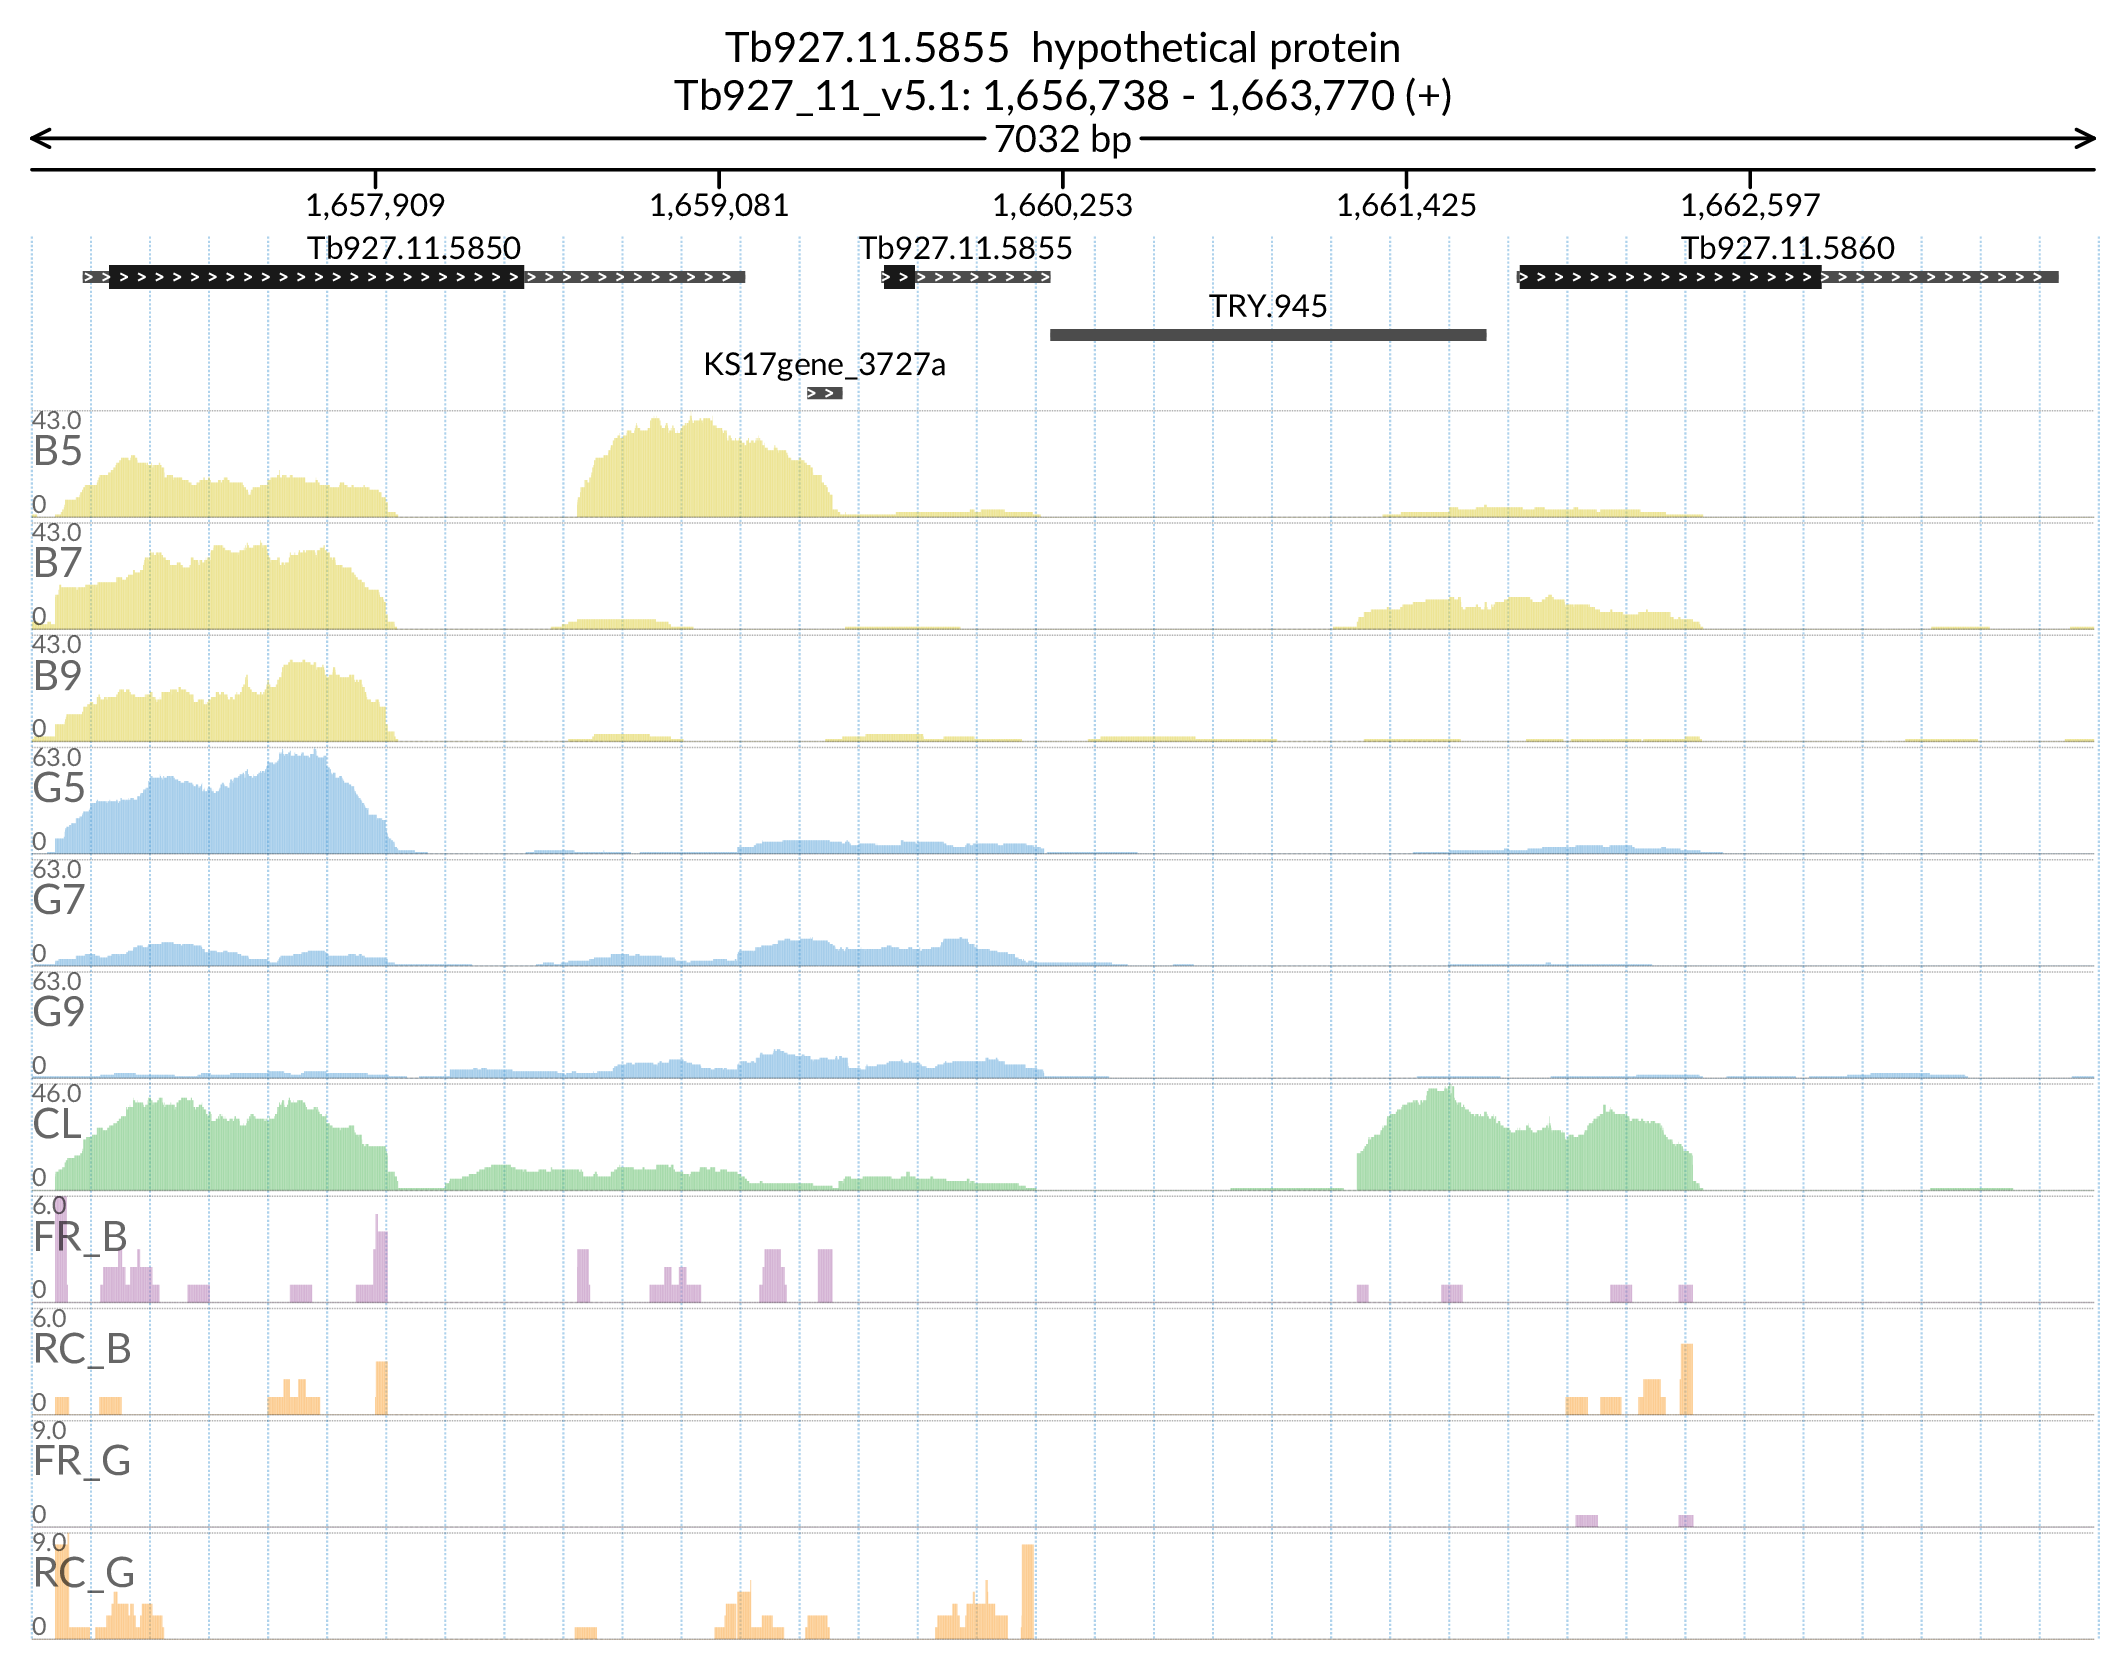 Tb927.11.5855 hypothetical protein
Tb927_11_v5.1: 1,656,738 - 1,663,770 (+)
7032 bp
1,657,909 1,659,081 1,660,253 1,661,425 1,662,597
Tb927.11.5850 Tb927.11.5855 Tb927.11.5860
TRY.945
KS17gene_3727a
43.0
B5
0
43.0
B7
0
43.0
B9
0
63.0
G5
0
63.0
G7
0
63.0
G9
0
46.0
CL
0
6.0
FR_B
0
6.0
RC_B
0
9.0
FR_G
0
9.0
RC_G
0